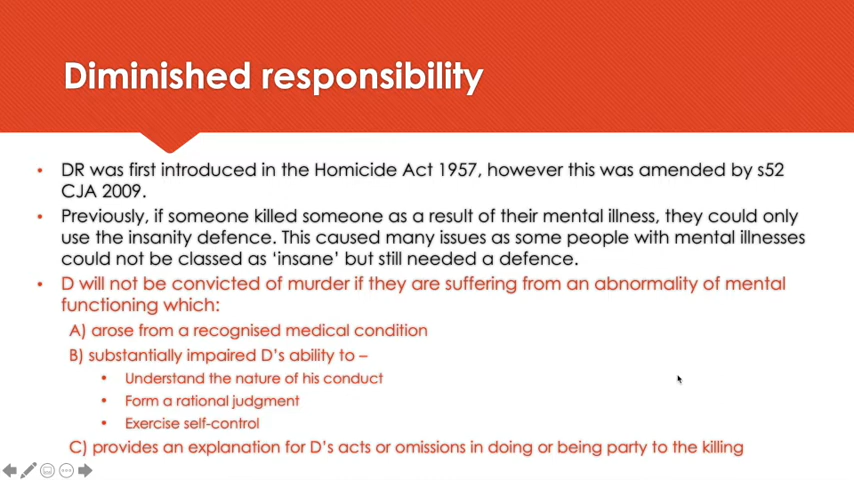 Diminished responsibility
• DR was first introduced in the Homicide Act 1957, however this was amended by s52
CJA 2009.
• Previously, if someone killed someone as a result of their mental illness, they could only
use the insanity defence. This caused many issues as some people with mental illnesses
could not be classed as ‘insane’ but still needed a defence.
• D will not be convicted of murder if they are suffering from an abnormality of mental
functioning which:
A) arose from a recognised medical condition
B) substantially impaired D’s ability to –
• Understand the nature of his conduct
• Form a rational judgment
• Exercise self-control
C) provides an explanation for D’s acts or omissions in doing or being party to the killing